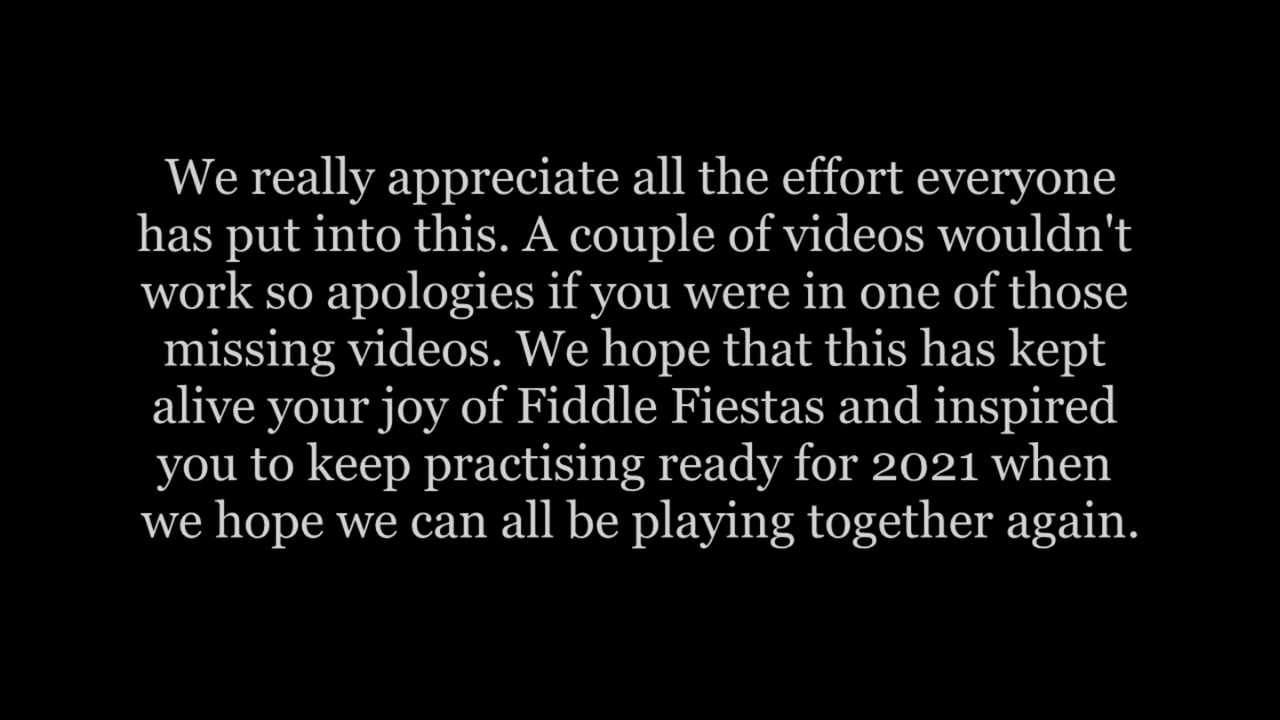 We really appreciate all the effort everyone
has put into this. A couple of videos wouldn't
work so apologies if you were in one of those
missing videos. We hope that this has kept
alive your joy of Fiddle Fiestas and inspired
you to keep practising ready for 2021 when
we hope we can all be playing together again.